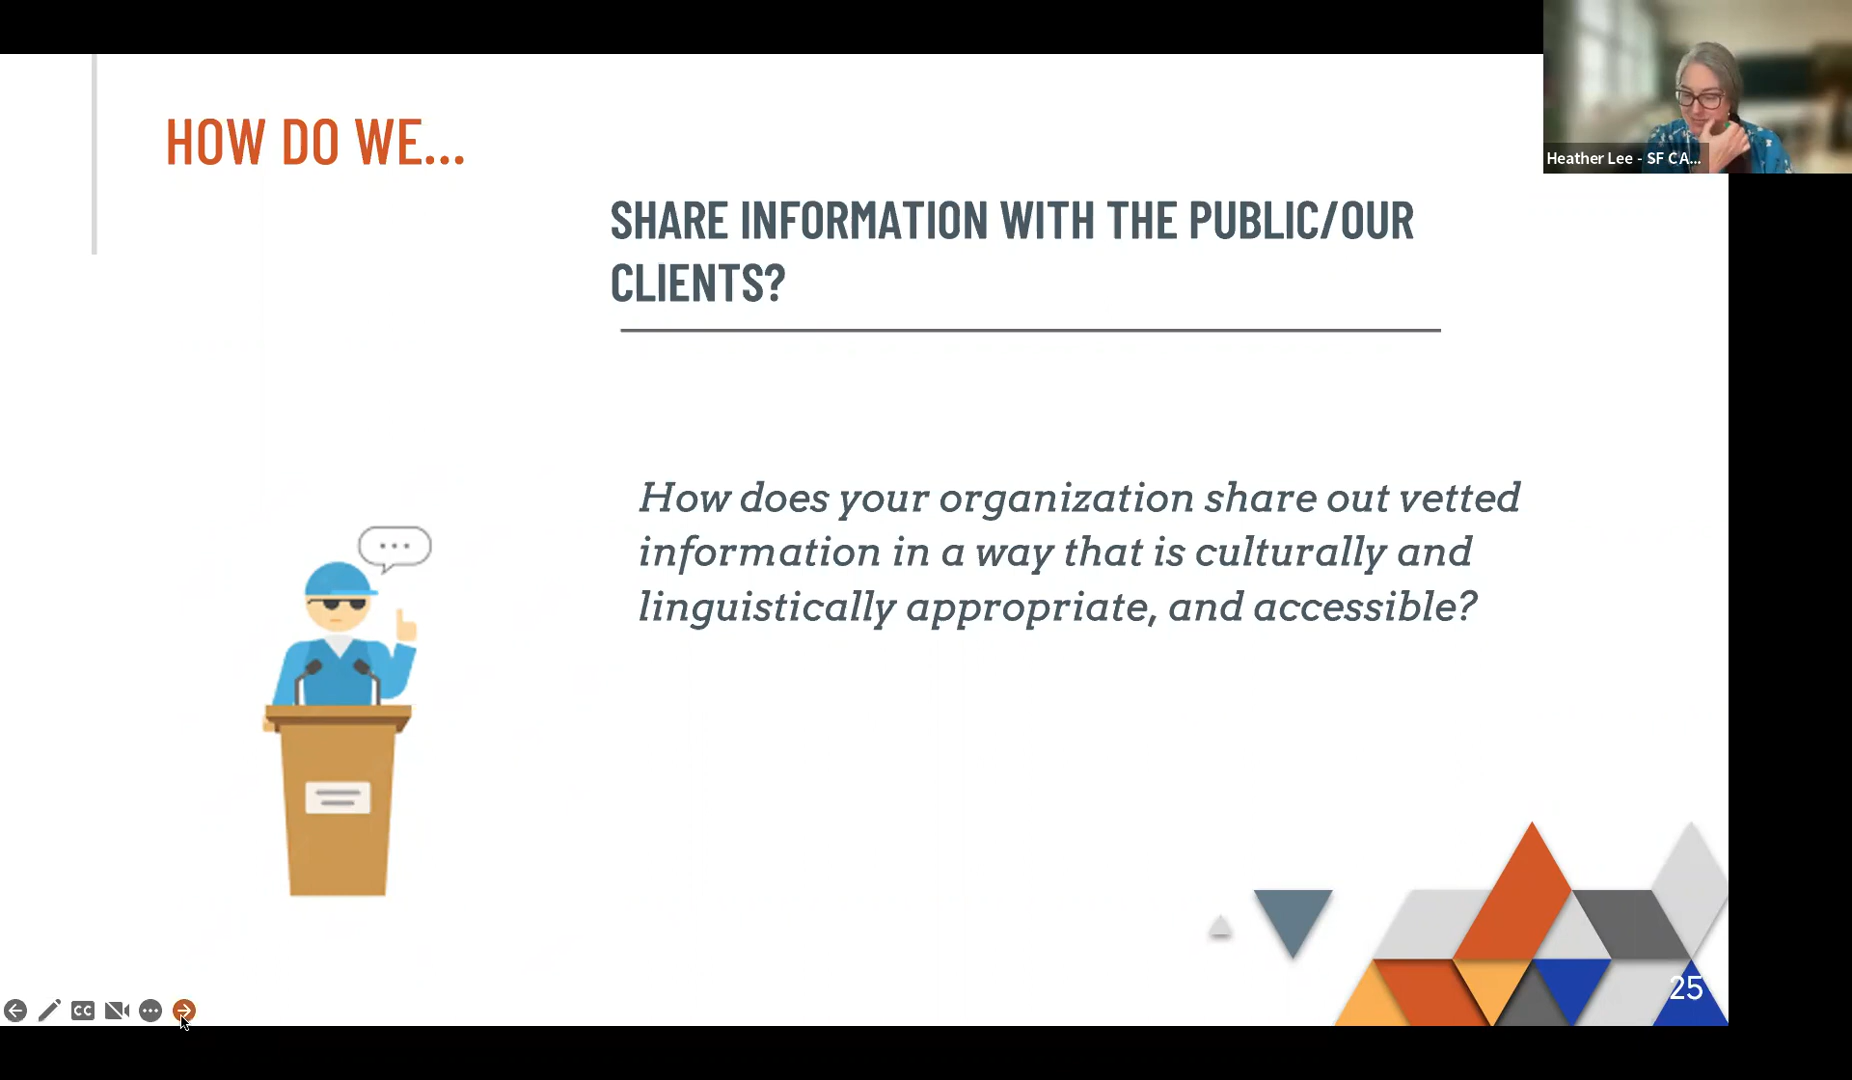 HOW DO WE...
SHARE INFORMATION WITH THE PUBLIC/OUR
CLIENTS?
How does your organization share out vetted
information in a way that is culturally and
linguistically appropriate, and accessible?
Heather Lee - SF CA...
CC
25